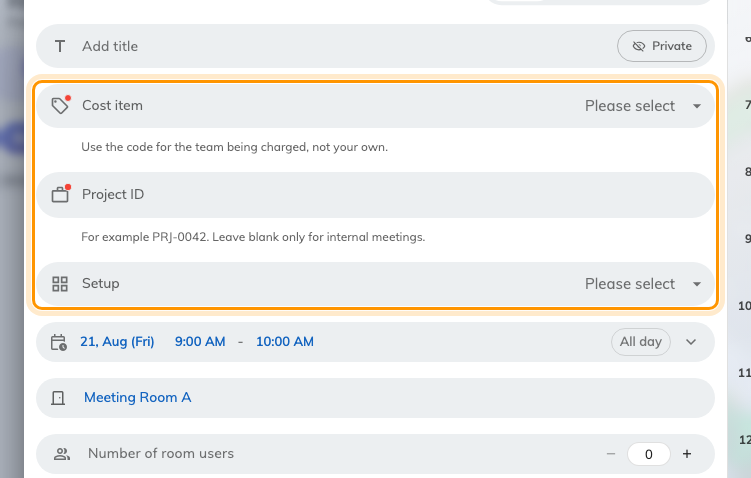 Add title
Private
Cost item
Please select
Use the code for the team being charged, not your own.
Project ID
For example PRJ-0042. Leave blank only for internal meetings.
Setup
Please select
21, Aug (Fri) 9:00 AM - 10:00 AM
All day
Meeting Room A
Number of room users
− 0 +
7
8
9
10
11
12